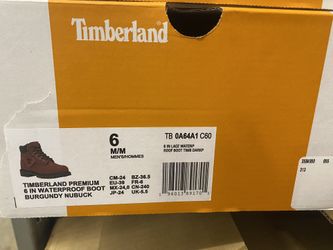 Timberland
6
M/M
MEN'S/HOMMES
TB 0A64A1 C60
6 IN LACE WATERP
ROOF BOOT TIMB DARKP
TIMBERLAND PREMIUM
6 IN WATERPROOF BOOT
BURGUNDY NUBUCK
CM-24 BZ-36.5
EU-39 FR-6
MX-24,0 CN-240
JP-24 UK-5.5